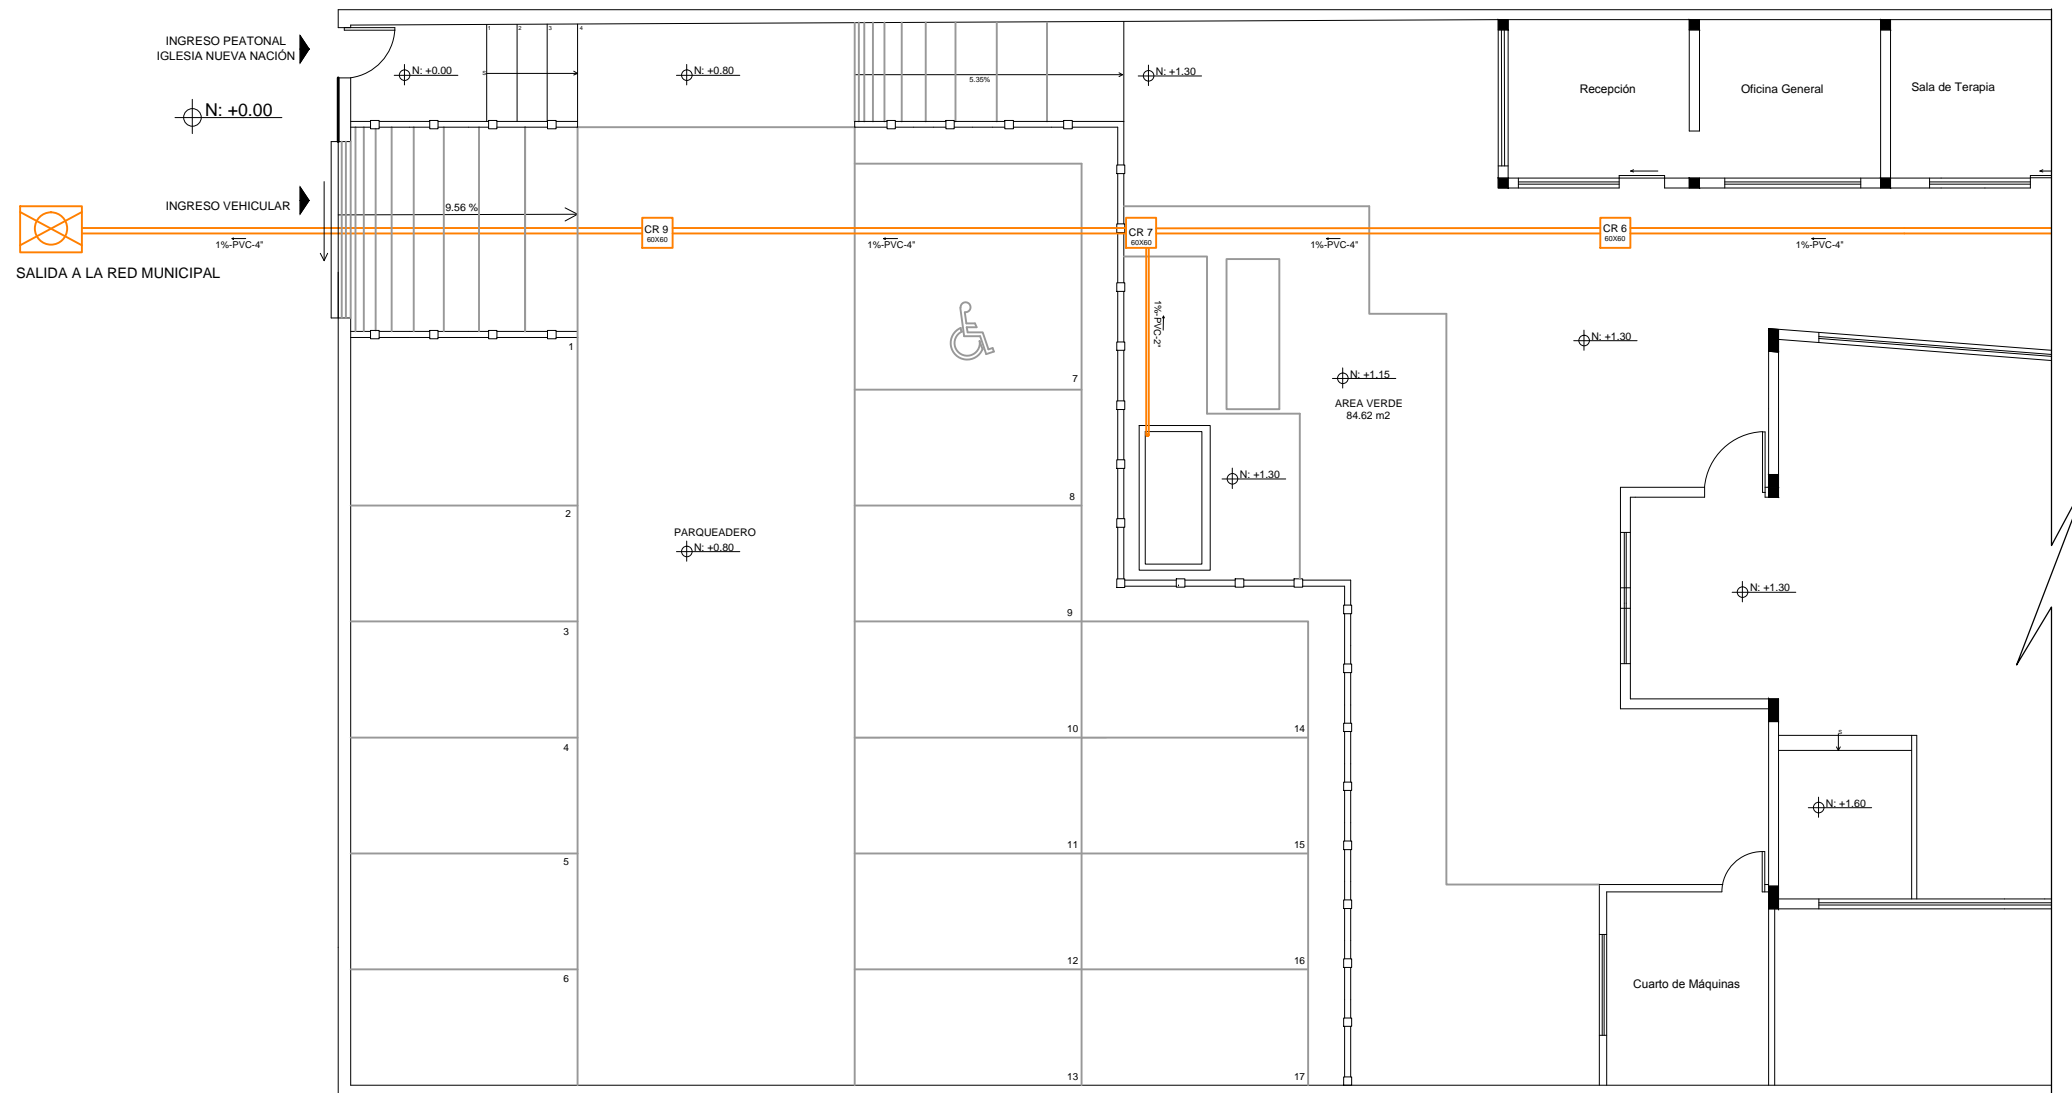 INGRESO PEATONAL
IGLESIA NUEVA NACIÓN
N: +0.00
N: +0.00
1
2
3
4
S
N: +0.80
5.35%
N: +1.30
Recepción
Oficina General
Sala de Terapia
INGRESO VEHICULAR
9.56 %
1%-PVC-4"
SALIDA A LA RED MUNICIPAL
CR 9
60X60
1%-PVC-4"
CR 7
60X60
1%-PVC-4"
CR 6
60X60
1%-PVC-4"
1%-PVC-2"
N: +1.30
N: +1.15
AREA VERDE
84.62 m2
N: +1.30
N: +1.30
PARQUEADERO
N: +0.80
1
2
3
4
5
6
7
8
9
10
11
12
13
14
15
16
17
S
N: +1.60
Cuarto de Máquinas